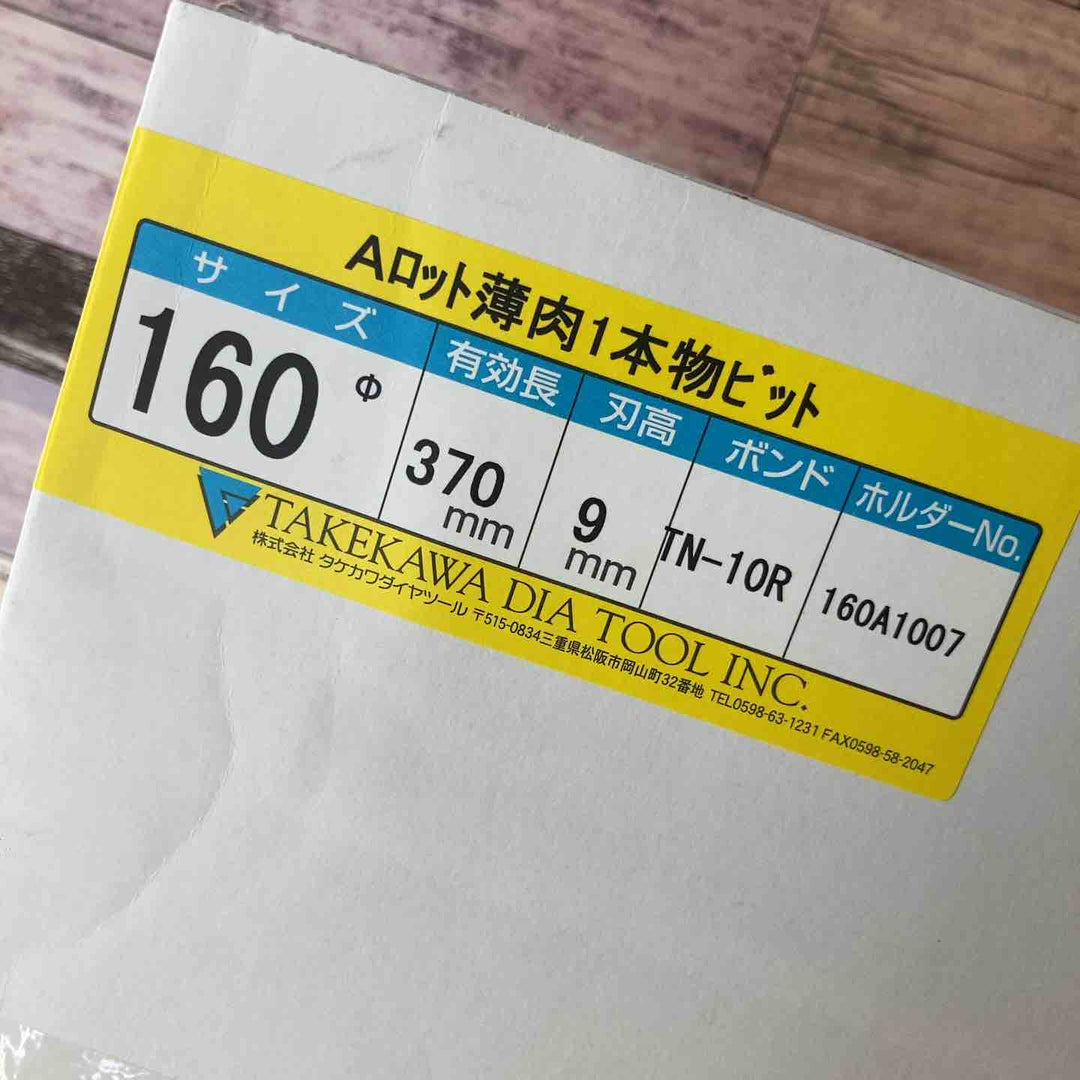 Aロット薄肉1本物ビット
サイズ 有効長 刃高 ボンド ホルダーNo.
160 Φ 370 mm 9 mm TN-10R 160A1007
TAKEKAWA DIA TOOL INC.
株式会社 タケカワダイヤツール 〒515-0834三重県松阪市岡山町32番地 TEL0598-63-1231 FAX0598-58-2047